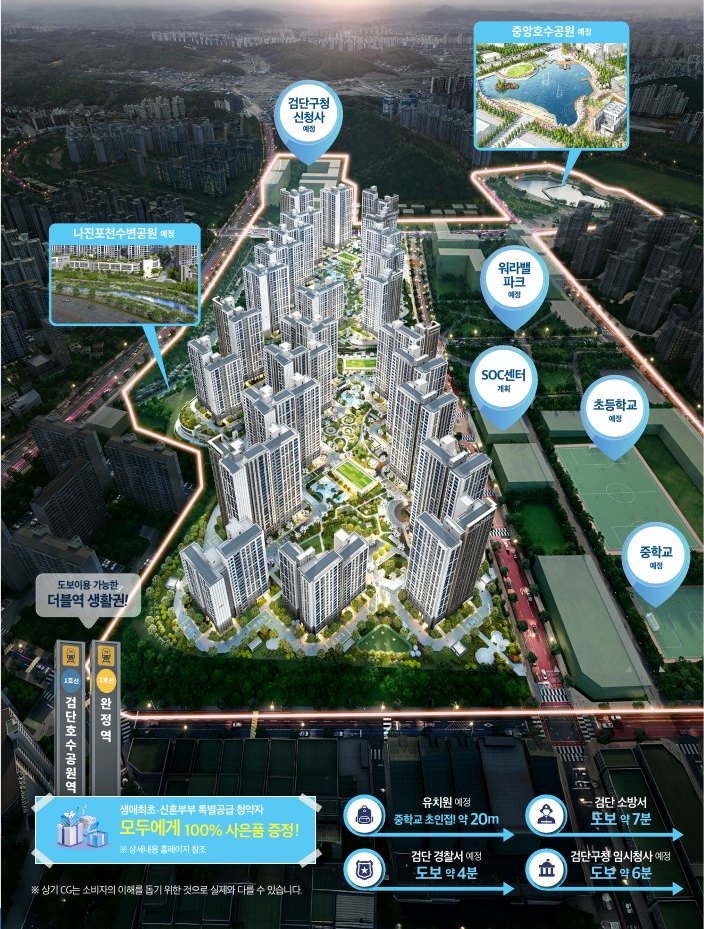 중앙호수공원 예정
검단구청
신청사
예정
나진포천수변공원 예정
워라밸
파크
예정
SOC센터
계획
초등학교
예정
중학교
예정
도보이용 가능한
더블역 생활권!
1호선
검단호수공원역
2호선
완정역
생애최초·신혼부부 특별공급 청약자
모두에게 100% 사은품 증정!
※ 상세내용 홈페이지 참조
유치원 예정
중학교 초인접! 약 20m
검단 소방서
도보 약 7분
검단 경찰서 예정
도보 약 4분
검단구청 임시청사 예정
도보 약 6분
※ 상기 CG는 소비자의 이해를 돕기 위한 것으로 실제와 다를 수 있습니다.